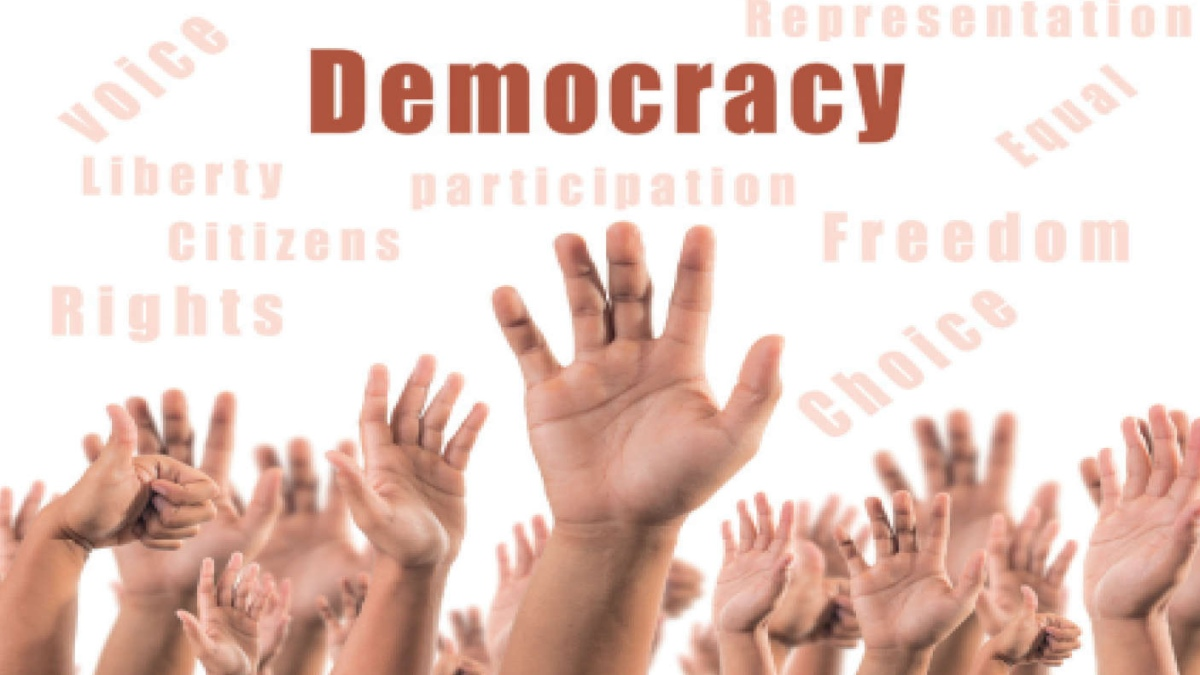 Representation
Voice
Democracy
Equal
Liberty
participation
Citizens
Freedom
Rights
Choice